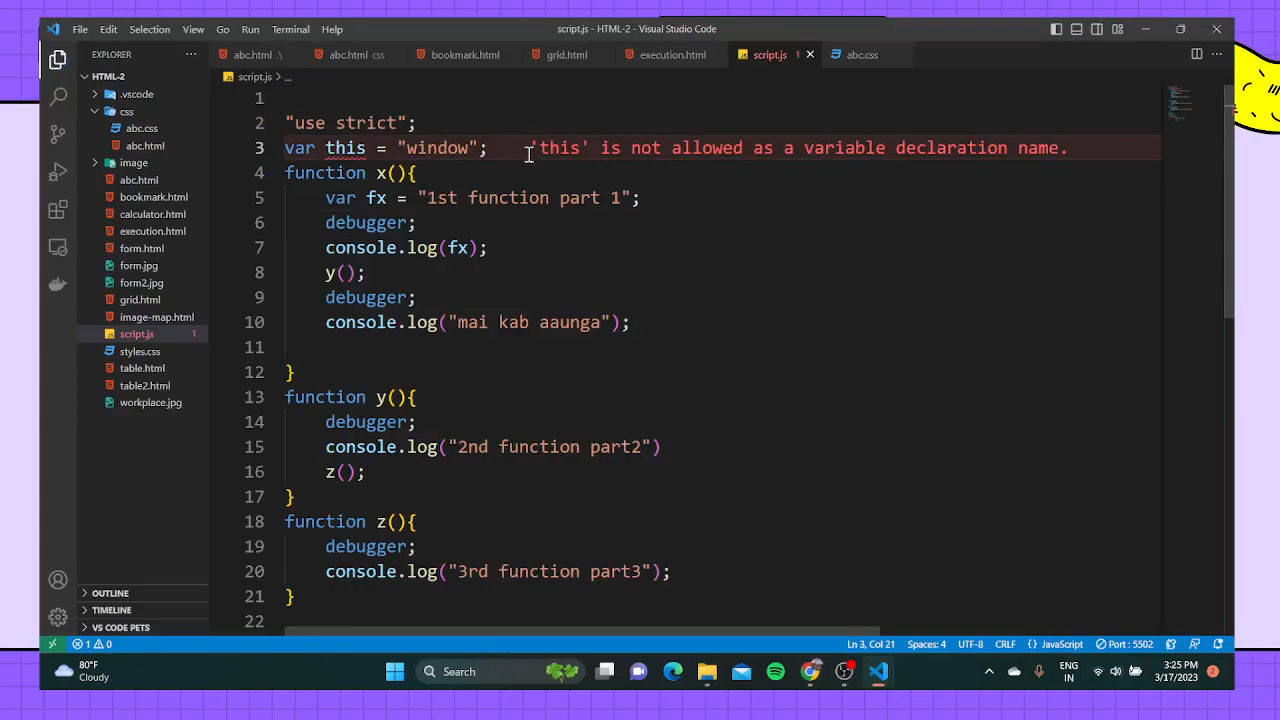 File Edit Selection View Go Run Terminal Help
script.js - HTML-2 - Visual Studio Code
EXPLORER
abc.html .\
abc.html css
bookmark.html
grid.html
execution.html
script.js 1
abc.css
HTML-2
script.js > ...
.vscode
css
abc.css
abc.html
image
abc.html
bookmark.html
calculator.html
execution.html
form.html
form.jpg
form2.jpg
grid.html
image-map.html
script.js 1
styles.css
table.html
table2.html
workplace.jpg
OUTLINE
TIMELINE
VS CODE PETS
1
2 "use strict";
3 var this = "window"; 'this' is not allowed as a variable declaration name.
4 function x(){
5 var fx = "1st function part 1";
6 debugger;
7 console.log(fx);
8 y();
9 debugger;
10 console.log("mai kab aaunga");
11
12 }
13 function y(){
14 debugger;
15 console.log("2nd function part2")
16 z();
17 }
18 function z(){
19 debugger;
20 console.log("3rd function part3");
21 }
22
1 0
Ln 3, Col 21 Spaces: 4 UTF-8 CRLF {} JavaScript Port : 5502
80°F
Cloudy
Search
ENG
IN
3:25 PM
3/17/2023
2